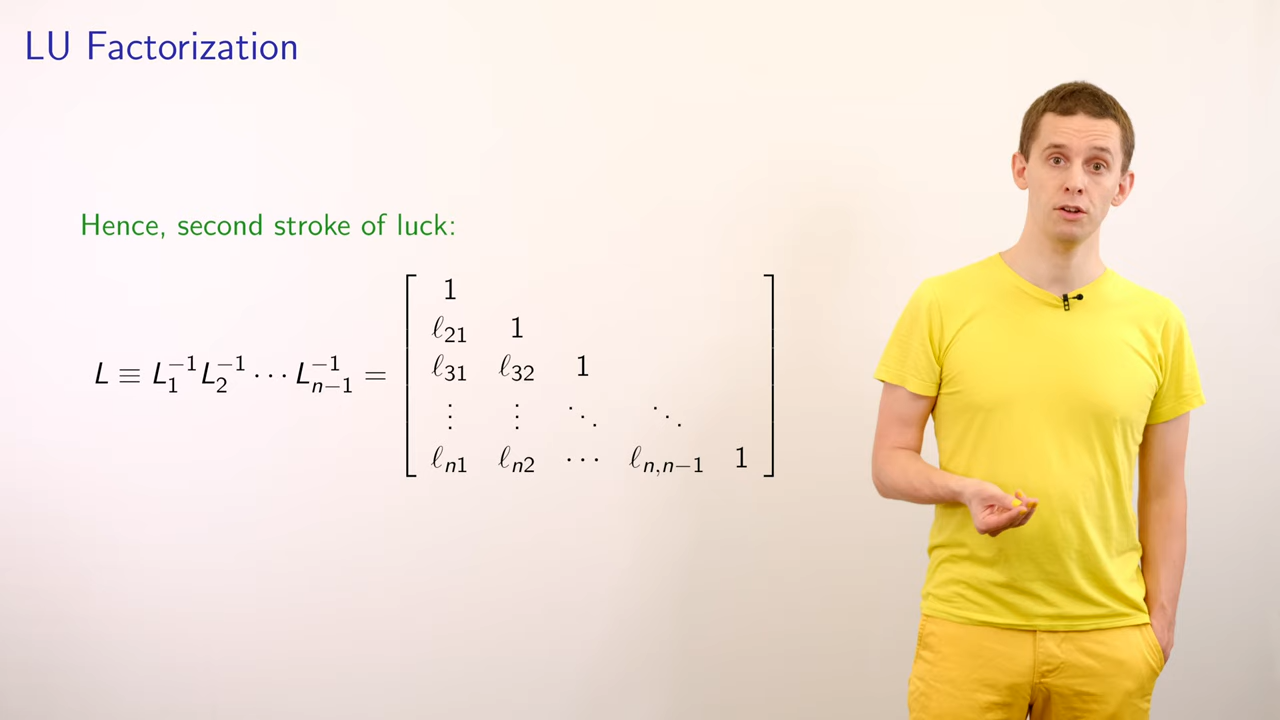 LU Factorization
Hence, second stroke of luck:
L ≡ L₁⁻¹L₂⁻¹ ⋯ Lₙ₋₁⁻¹ =
1
ℓ₂₁ 1
ℓ₃₁ ℓ₃₂ 1
⋮ ⋮ ⋱ ⋱
ℓₙ₁ ℓₙ₂ ⋯ ℓₙ,ₙ₋₁ 1